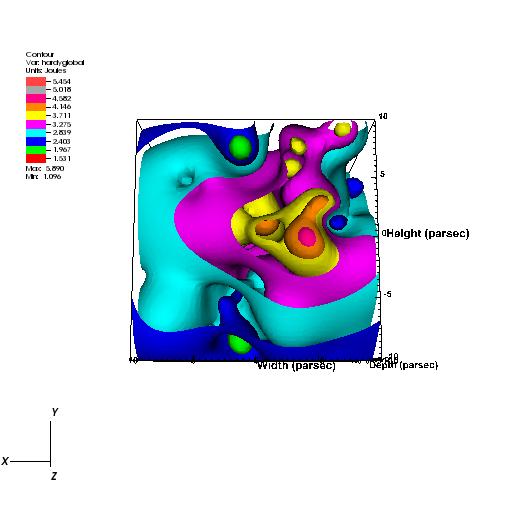 Contour
Var: hardyglobal
Units: Joules
5.454
5.018
4.582
4.146
3.711
3.275
2.839
2.403
1.967
1.531
Max: 5.890
Min: 1.096
10
5
0
Height (parsec)
-5
-10
10
Width (parsec)
Depth (parsec)
Y
X
Z